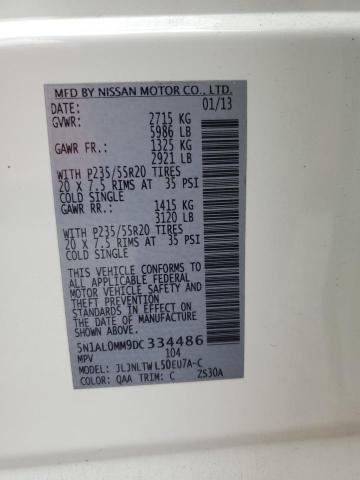 MFD BY NISSAN MOTOR CO., LTD.
DATE: 01/13
GVWR: 2715 KG
5986 LB
GAWR FR.: 1325 KG
2921 LB
WITH P235/55R20 TIRES
20 X 7.5 RIMS AT 35 PSI
COLD SINGLE
GAWR RR.: 1415 KG
3120 LB
WITH P235/55R20 TIRES
20 X 7.5 RIMS AT 35 PSI
COLD SINGLE
THIS VEHICLE CONFORMS TO
ALL APPLICABLE FEDERAL
MOTOR VEHICLE SAFETY AND
THEFT PREVENTION
STANDARDS IN EFFECT ON
THE DATE OF MANUFACTURE
SHOWN ABOVE.
5N1AL0MM9DC334486
MPV 104
MODEL: JLJNLTWL50EU7A-C
COLOR: QAA TRIM: C ZS30A